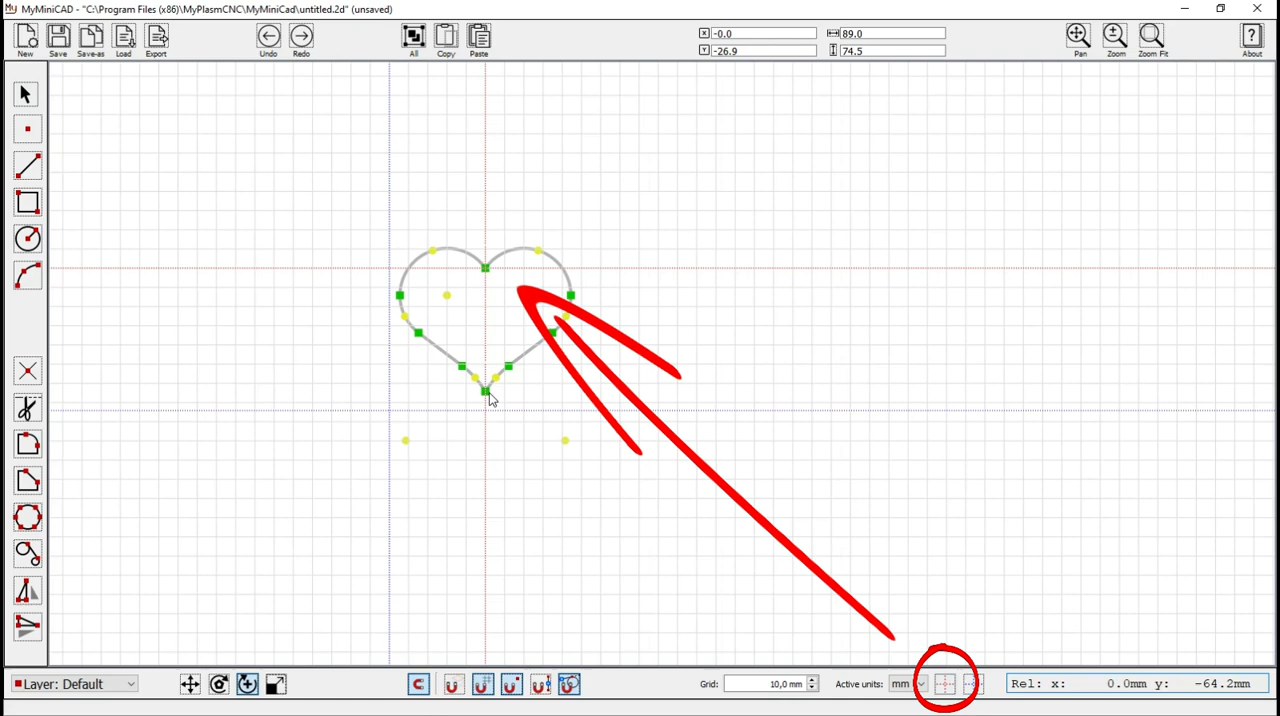 My MyMiniCAD - "C:\Program Files (x86)\MyPlasmCNC\MyMiniCad\untitled.2d" (unsaved)
New Save Save-as Load Export Undo Redo All Copy Paste X -0.0 89.0 Pan Zoom Zoom Fit About
Y -26.9 74.5
Layer: Default Grid: 10,0 mm Active units: mm Rel: x: 0.0mm y: -64.2mm